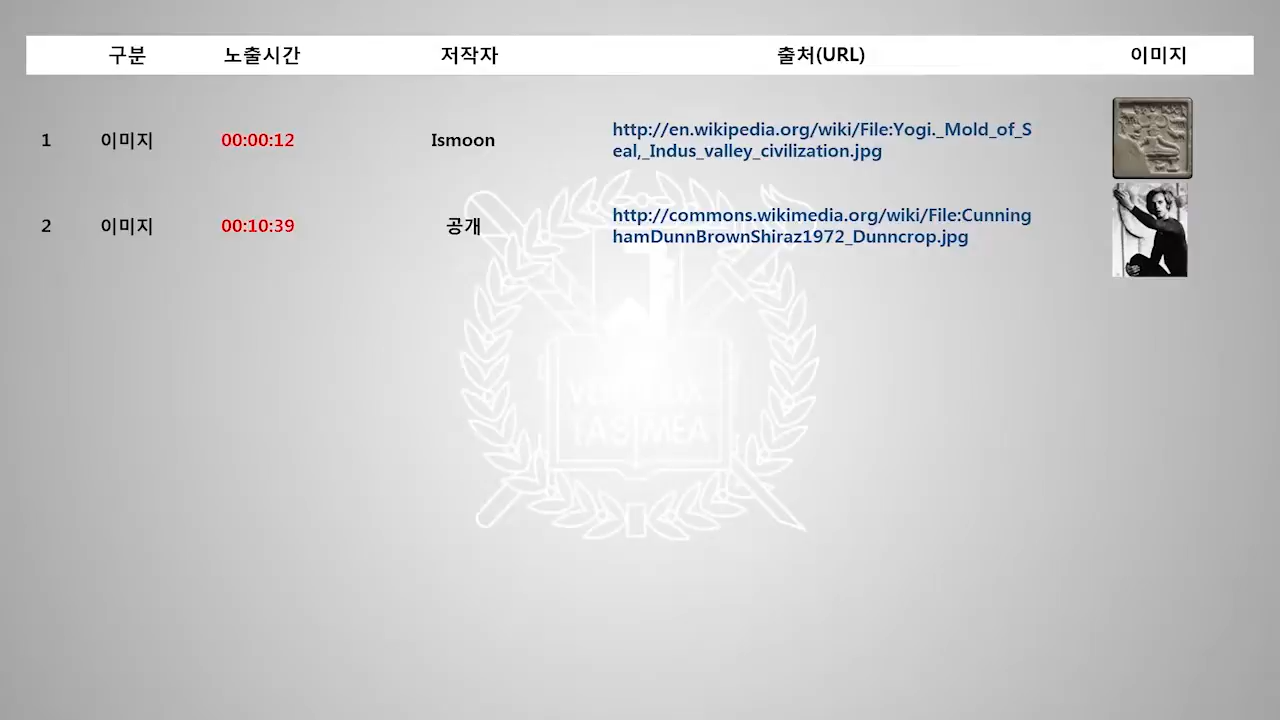 구분 노출시간 저작자 출처(URL) 이미지
1 이미지 00:00:12 Ismoon http://en.wikipedia.org/wiki/File:Yogi._Mold_of_S
eal,_Indus_valley_civilization.jpg
2 이미지 00:10:39 공개 http://commons.wikimedia.org/wiki/File:Cunning
hamDunnBrownShiraz1972_Dunncrop.jpg
TAS MEA